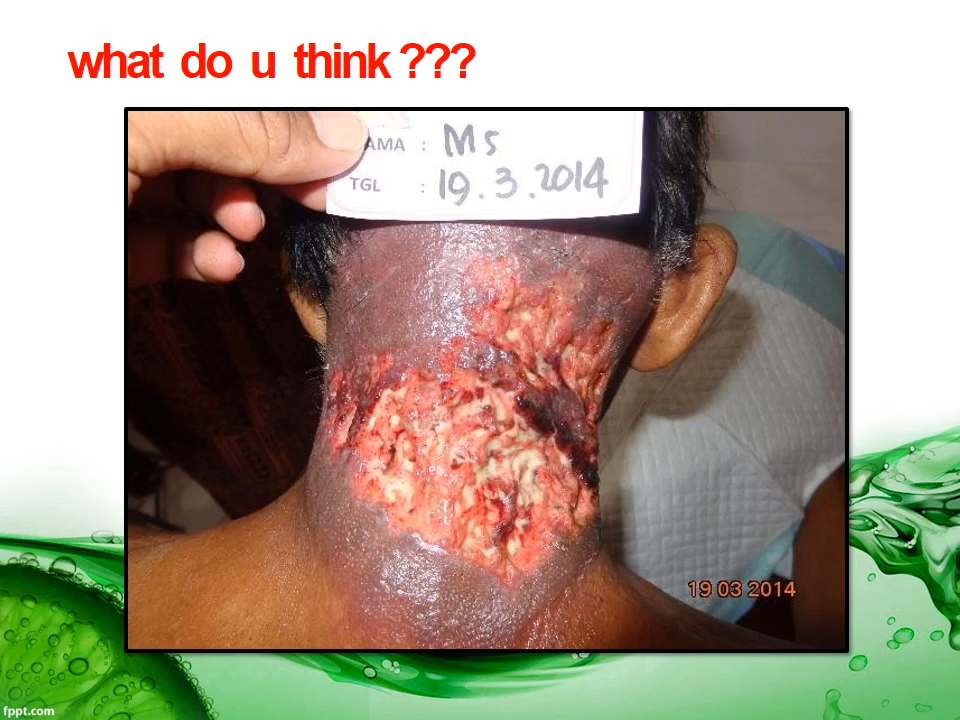 what do u think ???
AMA : Ms
TGL : 19.3.2014
19 03 2014
fppt.com